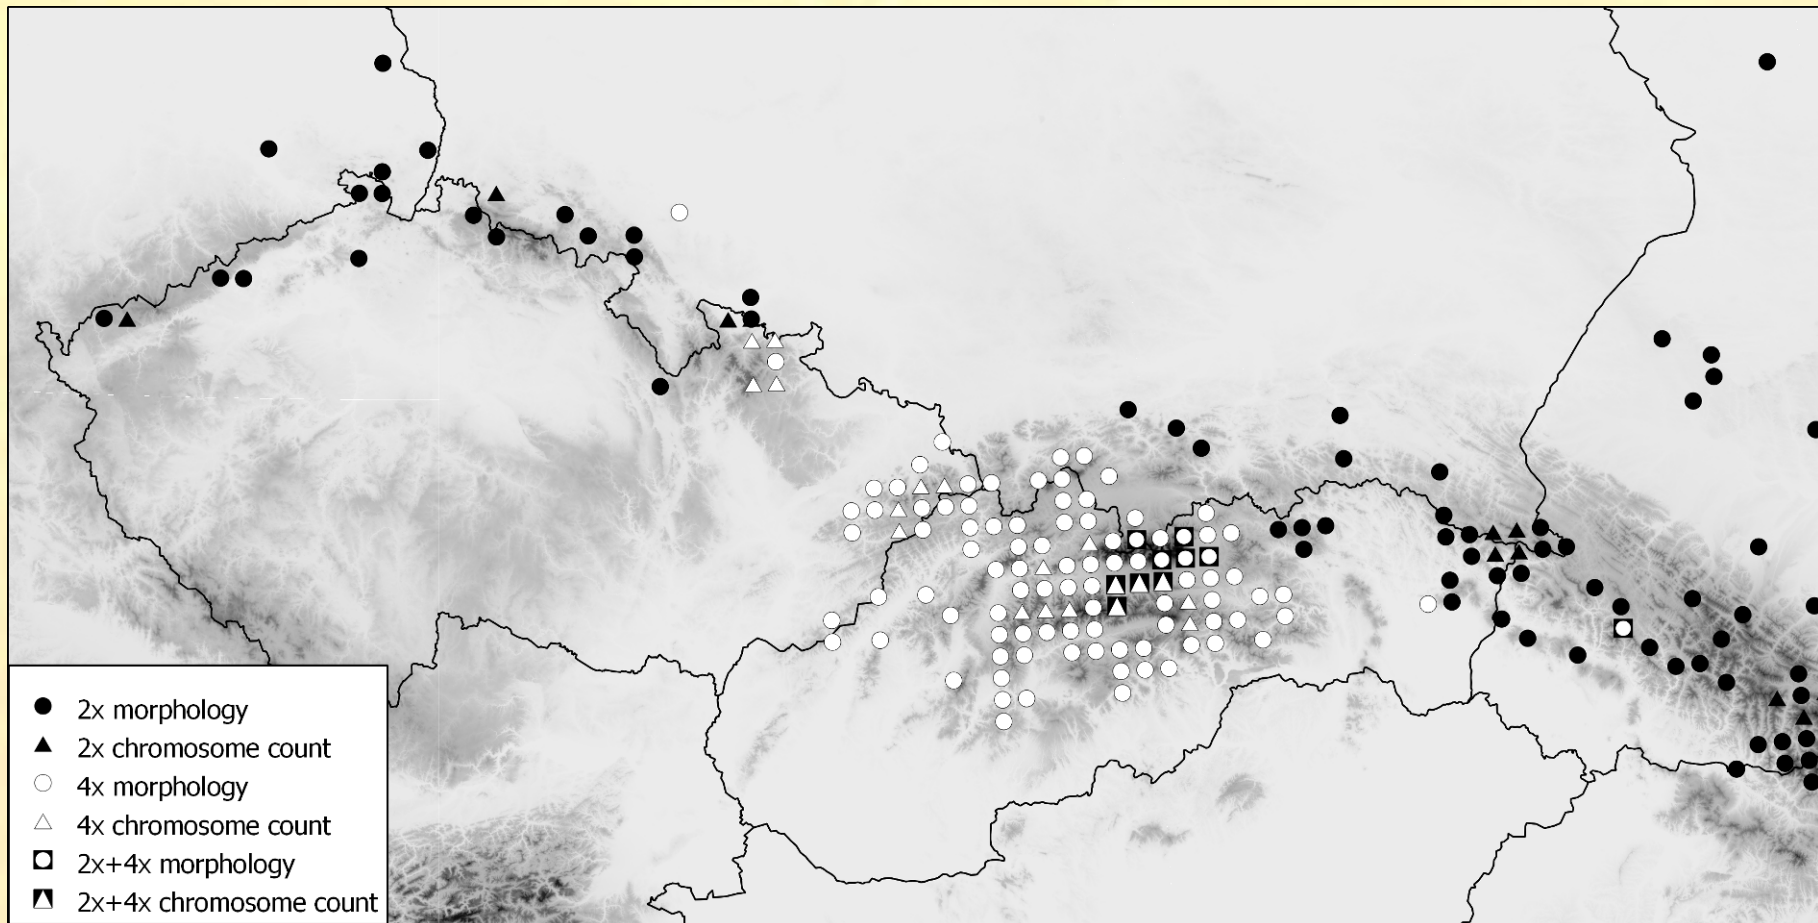 2x morphology
2x chromosome count
4x morphology
4x chromosome count
2x+4x morphology
2x+4x chromosome count